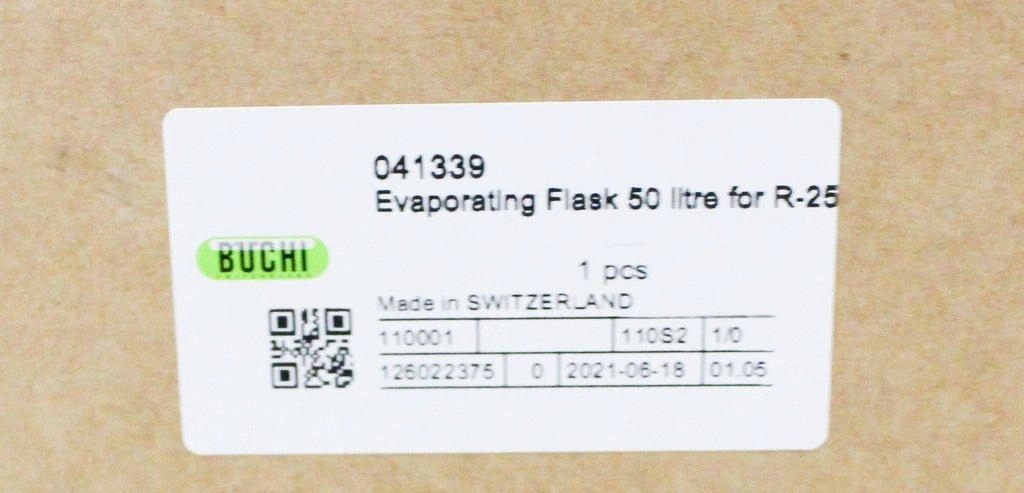 041339
Evaporating Flask 50 litre for R-25
BUCHI
1 pcs
Made in SWITZERLAND
110001 110S2 1/0
126022375 0 2021-06-18 01.05